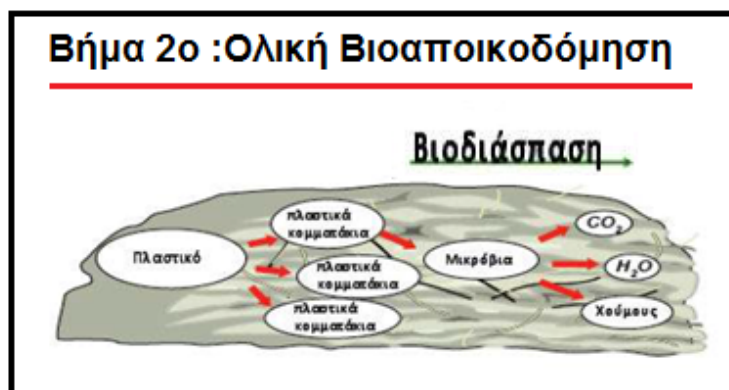 Βήμα 2ο :Ολική Βιοαποικοδόμηση
Βιοδιάσπαση
Πλαστικό
πλαστικά
κομματάκια
πλαστικά
κομματάκια
πλαστικά
κομματάκια
Μικρόβια
CO₂
H₂O
Χούμους